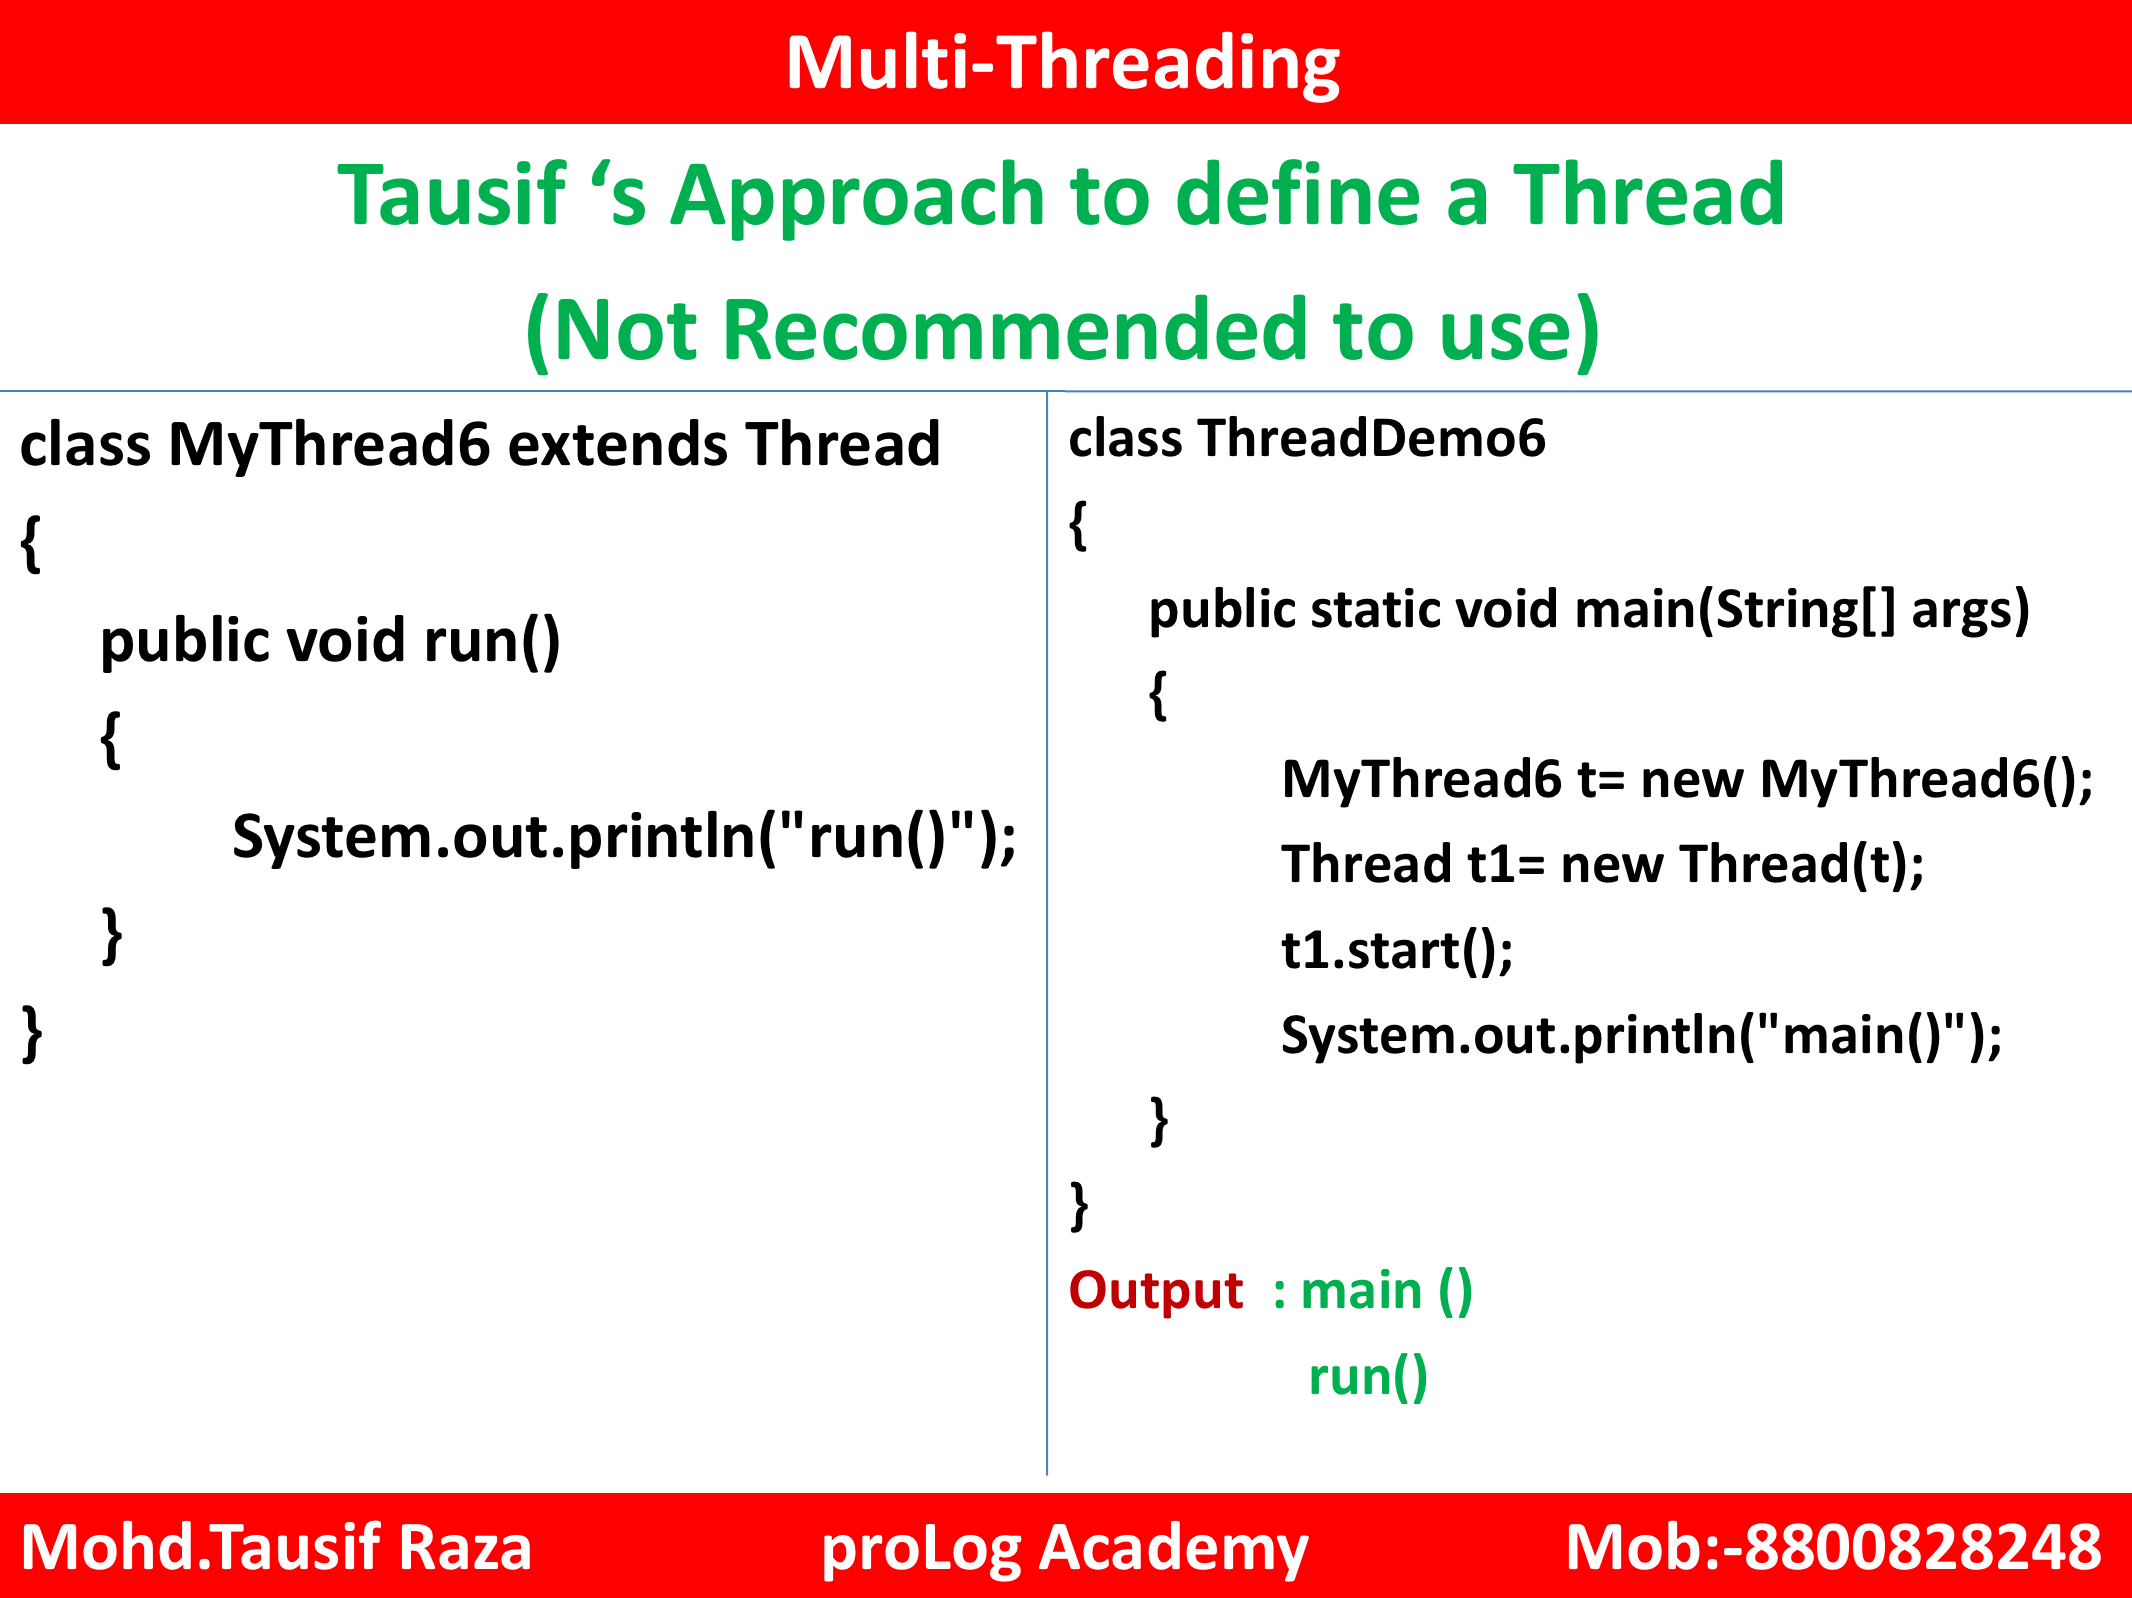 Multi-Threading
Tausif ‘s Approach to define a Thread
(Not Recommended to use)
class MyThread6 extends Thread
{
public void run()
{
System.out.println("run()");
}
}
class ThreadDemo6
{
public static void main(String[] args)
{
MyThread6 t= new MyThread6();
Thread t1= new Thread(t);
t1.start();
System.out.println("main()");
}
}
Output : main ()
run()
Mohd.Tausif Raza proLog Academy Mob:-8800828248